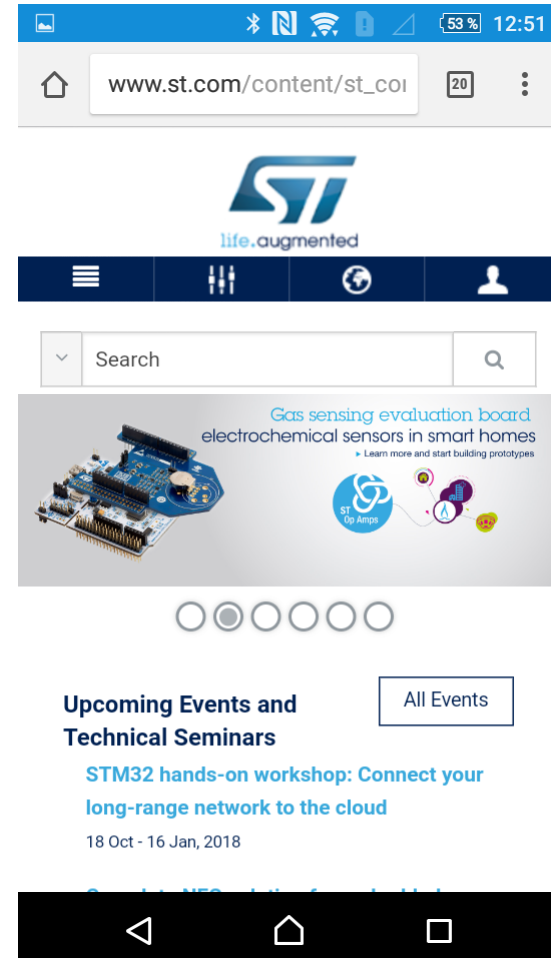 53 % 12:51
www.st.com/content/st_co
20
ST
life.augmented
Search
Gas sensing evaluation board
electrochemical sensors in smart homes
Learn more and start building prototypes
ST
Op Amps
Upcoming Events and
Technical Seminars
All Events
STM32 hands-on workshop: Connect your
long-range network to the cloud
18 Oct - 16 Jan, 2018